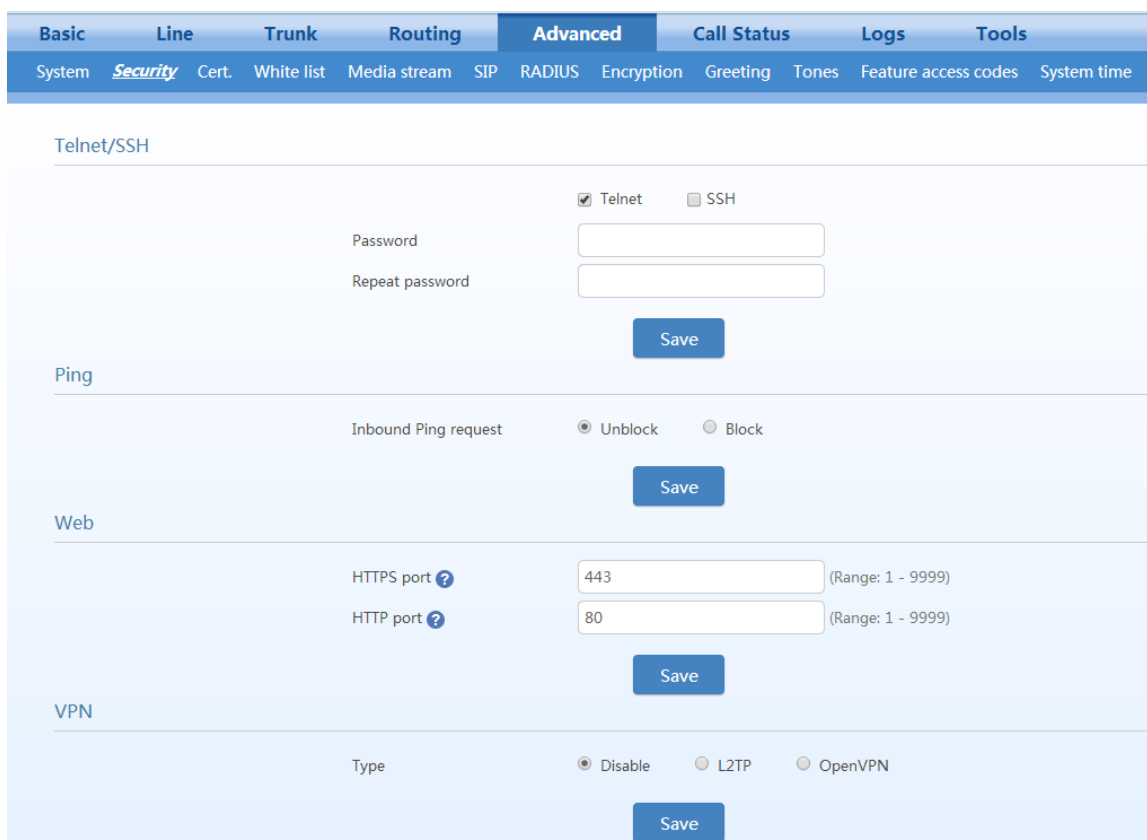 Basic Line Trunk Routing Advanced Call Status Logs Tools
System Security Cert. White list Media stream SIP RADIUS Encryption Greeting Tones Feature access codes System time
Telnet/SSH
Telnet SSH
Password
Repeat password
Save
Ping
Inbound Ping request Unblock Block
Save
Web
HTTPS port ? 443 (Range: 1 - 9999)
HTTP port ? 80 (Range: 1 - 9999)
Save
VPN
Type Disable L2TP OpenVPN
Save